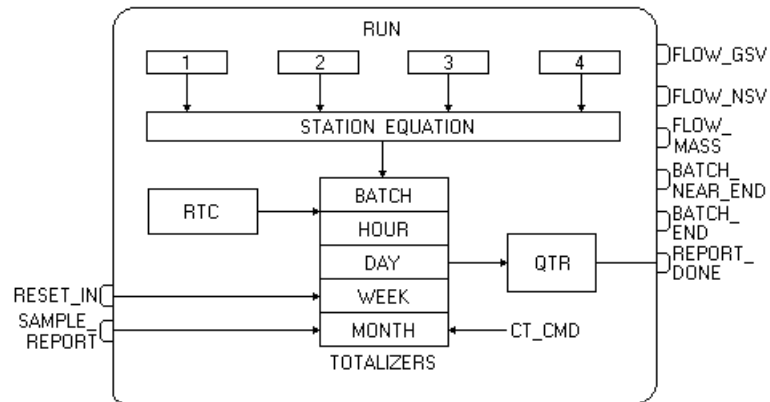 RUN
1 2 3 4
STATION EQUATION
BATCH
HOUR
DAY
WEEK
MONTH
TOTALIZERS
RTC
QTR
CT_CMD
RESET_IN
SAMPLE_
REPORT
FLOW_GSV
FLOW_NSV
FLOW_
MASS
BATCH_
NEAR_END
BATCH_
END
REPORT_
DONE